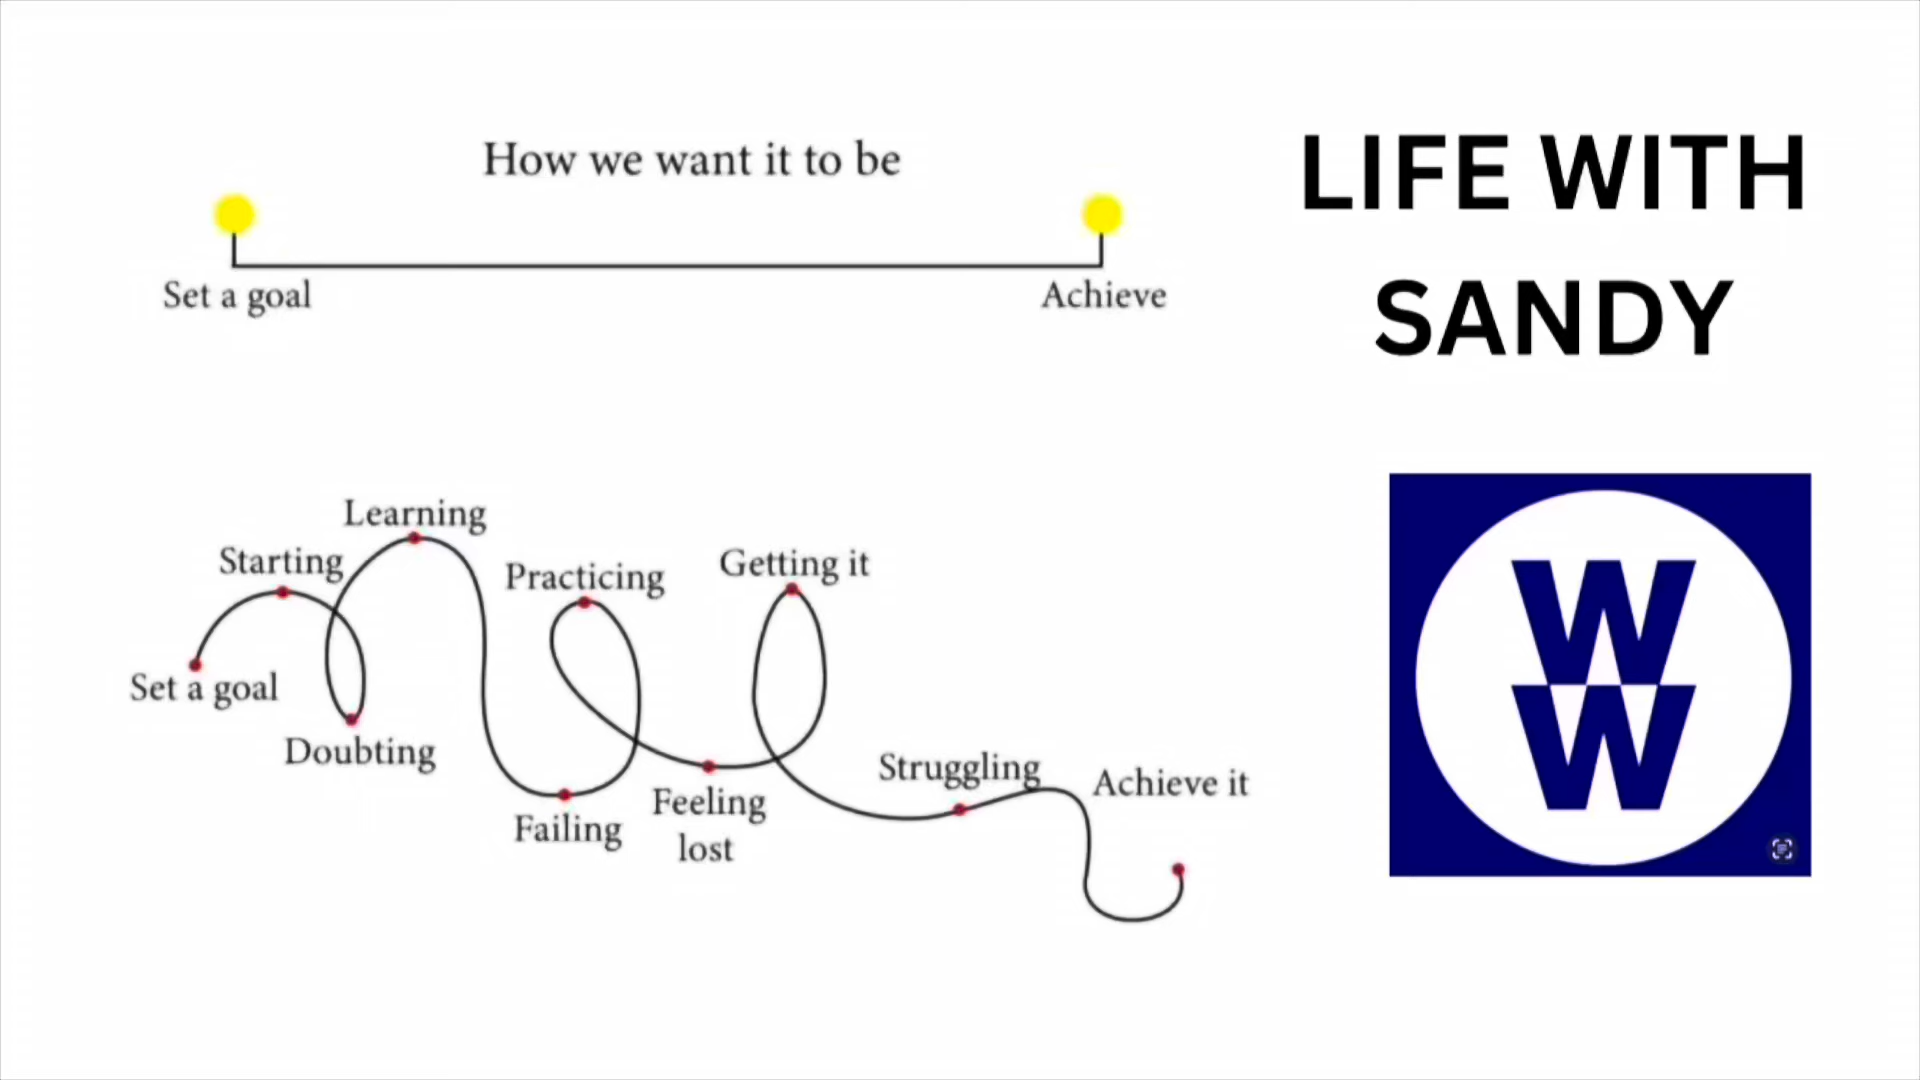 How we want it to be
Set a goal
Achieve
LIFE WITH
SANDY
Learning
Starting
Practicing
Getting it
Set a goal
Doubting
Struggling
Achieve it
Feeling
lost
Failing
W
W